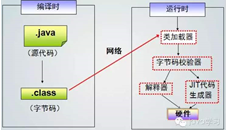 编译时
.java
(源代码)
.class
(字节码)
网络
运行时
类加载器
字节码校验器
解释器
JIT代码
生成器
硬件